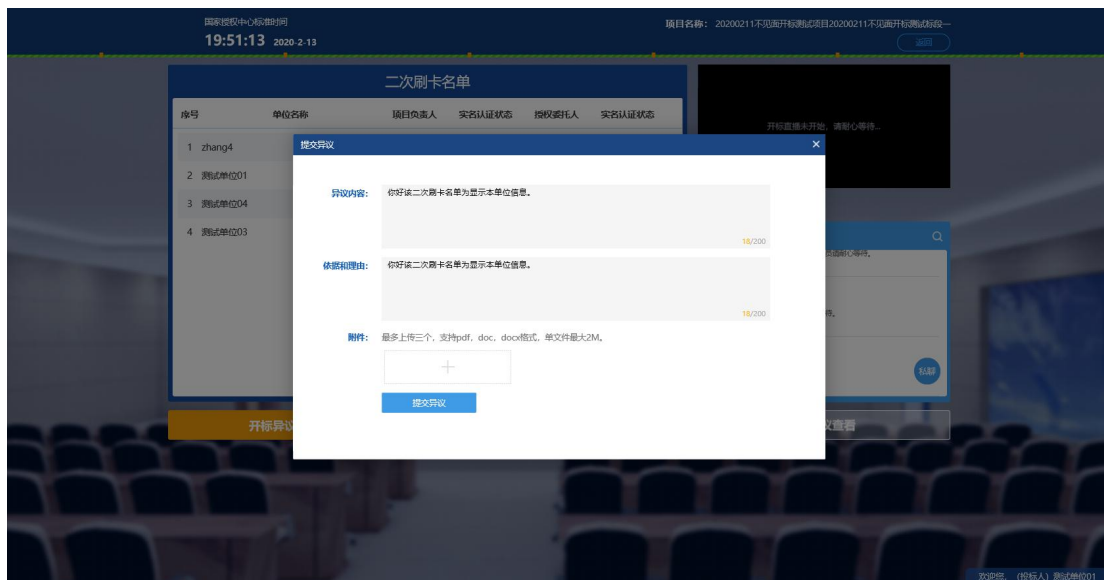 国家授权中心标准时间
19:51:13 2020-2-13
项目名称: 20200211不见面开标测试项目20200211不见面开标测试标段一
返回
二次刷卡名单
序号 单位名称 项目负责人 实名认证状态 授权委托人 实名认证状态
1 zhang4
2 测试单位01
3 测试单位04
4 测试单位03
开标直播未开始, 请耐心等待...
提交异议 ×
异议内容: 你好该二次刷卡名单为显示本单位信息。
18/200
依据和理由: 你好该二次刷卡名单为显示本单位信息。
18/200
附件: 最多上传三个, 支持pdf, doc, docx格式, 单文件最大2M。
提交异议
请耐心等待。
待。
私聊
开标异议
议查看
欢迎您, (投标人) 测试单位01